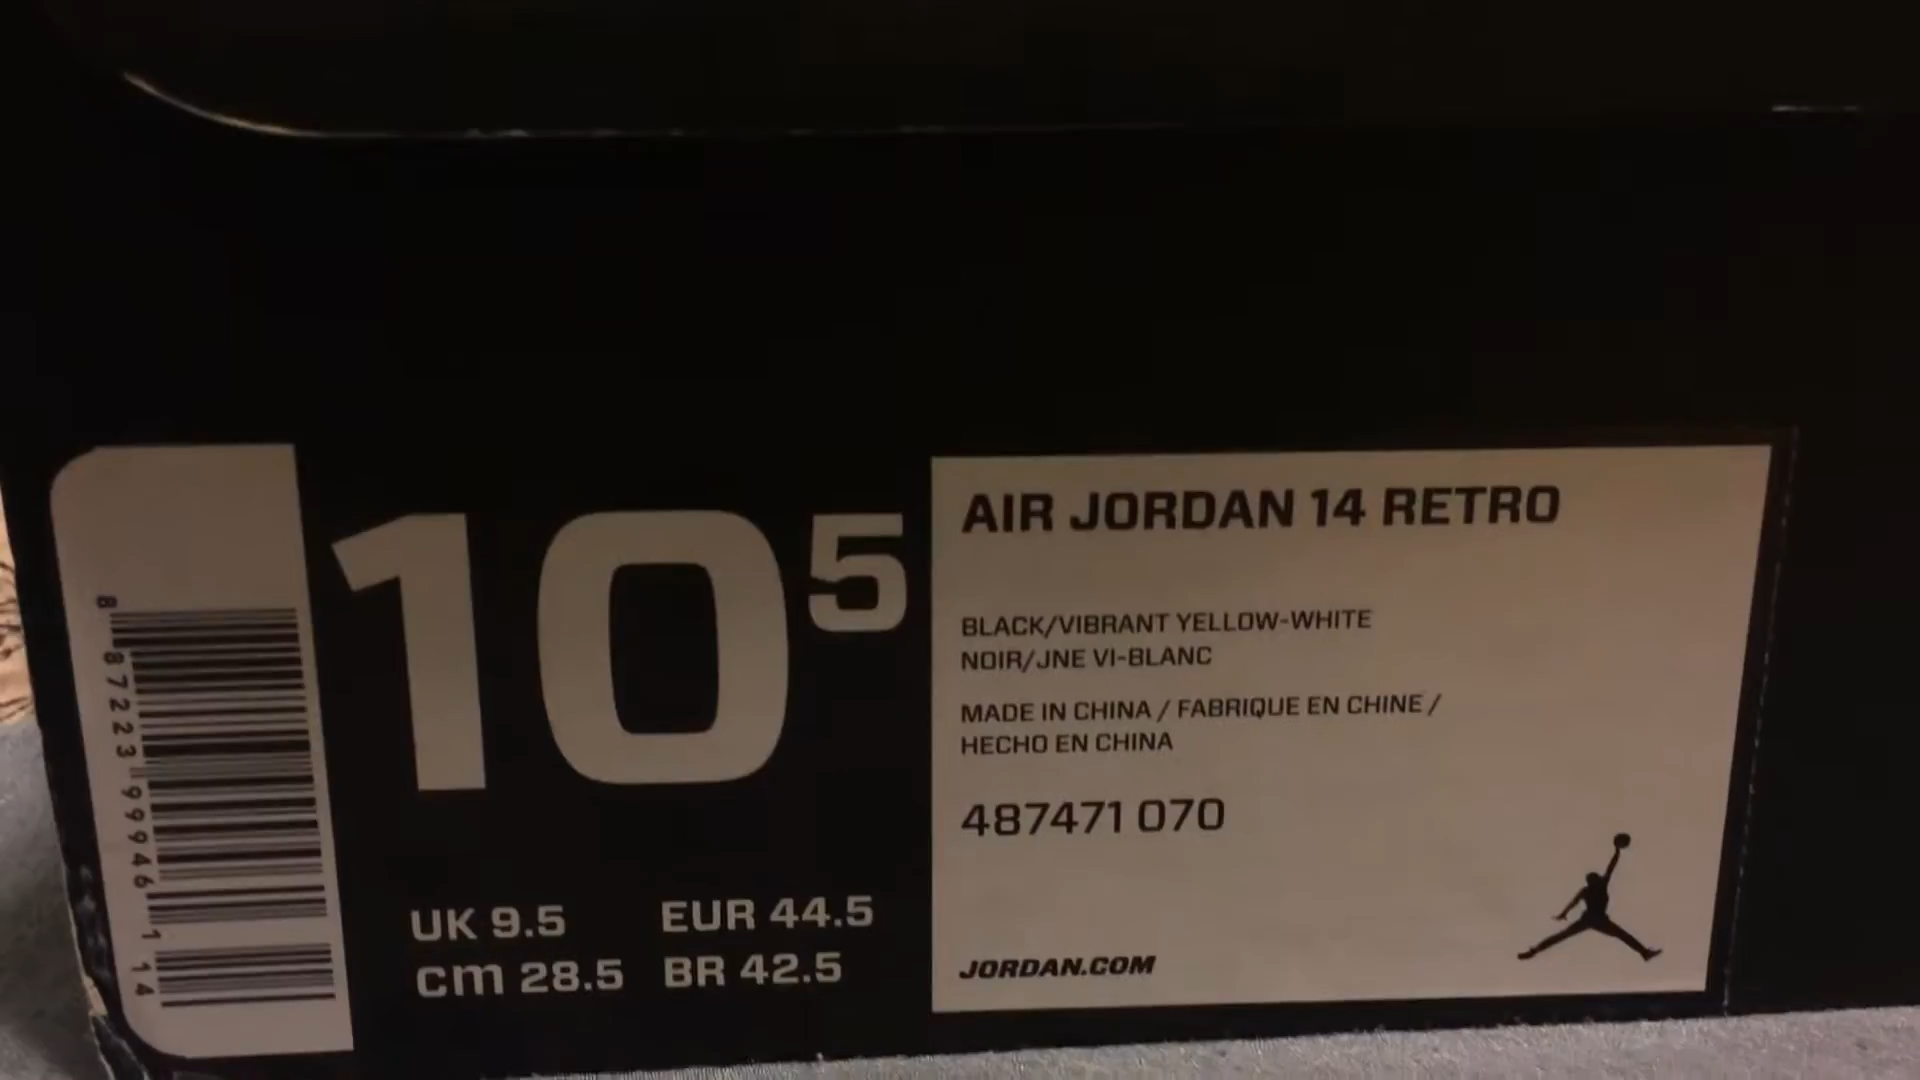 8 87223 99946 1 14
10 5
UK 9.5 EUR 44.5
cm 28.5 BR 42.5
AIR JORDAN 14 RETRO
BLACK/VIBRANT YELLOW-WHITE
NOIR/JNE VI-BLANC
MADE IN CHINA / FABRIQUE EN CHINE /
HECHO EN CHINA
487471 070
JORDAN.COM